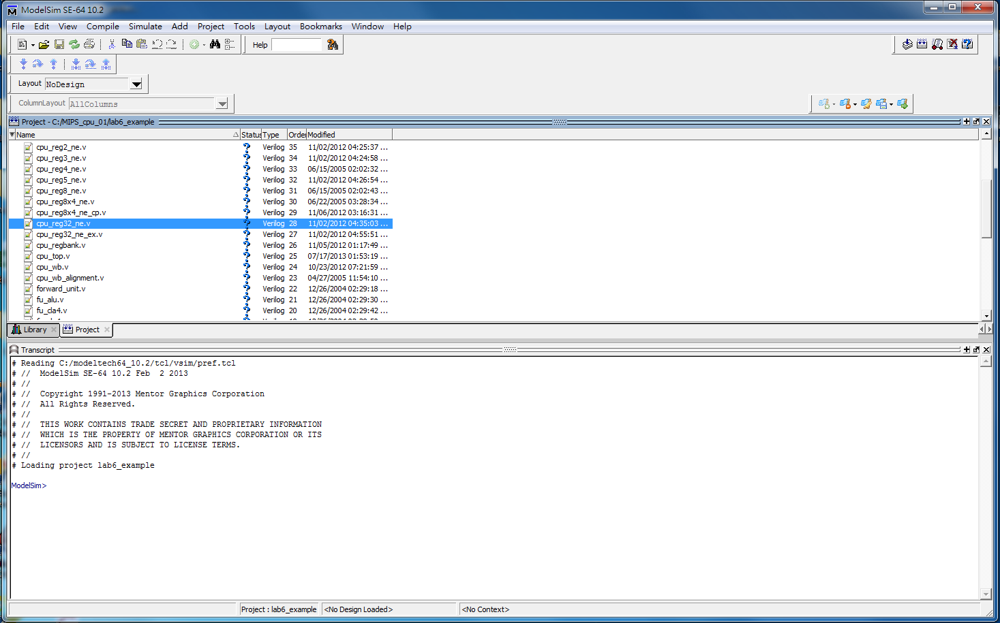 ModelSim SE-64 10.2
File Edit View Compile Simulate Add Project Tools Layout Bookmarks Window Help
Help
Layout NoDesign
ColumnLayout AllColumns
Project - C:/MIPS_cpu_01/lab6_example
Name Status Type Order Modified
cpu_reg2_ne.v ? Verilog 35 11/02/2012 04:25:37 ...
cpu_reg3_ne.v ? Verilog 34 11/02/2012 04:24:58 ...
cpu_reg4_ne.v ? Verilog 33 06/15/2005 02:02:32 ...
cpu_reg5_ne.v ? Verilog 32 11/02/2012 04:26:54 ...
cpu_reg8_ne.v ? Verilog 31 06/15/2005 02:02:43 ...
cpu_reg8x4_ne.v ? Verilog 30 06/22/2005 03:28:34 ...
cpu_reg8x4_ne_cp.v ? Verilog 29 11/06/2012 03:16:31 ...
cpu_reg32_ne.v ? Verilog 28 11/02/2012 04:35:03 ...
cpu_reg32_ne_ex.v ? Verilog 27 11/02/2012 04:55:51 ...
cpu_regbank.v ? Verilog 26 11/05/2012 01:17:49 ...
cpu_top.v ? Verilog 25 07/17/2013 01:53:19 ...
cpu_wb.v ? Verilog 24 10/23/2012 07:21:59 ...
cpu_wb_alignment.v ? Verilog 23 04/27/2005 11:54:10 ...
forward_unit.v ? Verilog 22 12/26/2004 02:29:18 ...
fu_alu.v ? Verilog 21 12/26/2004 02:29:30 ...
fu_cla4.v ? Verilog 20 12/26/2004 02:29:42 ...
Library Project
Transcript
# Reading C:/modeltech64_10.2/tcl/vsim/pref.tcl
# // ModelSim SE-64 10.2 Feb 2 2013
# //
# // Copyright 1991-2013 Mentor Graphics Corporation
# // All Rights Reserved.
# //
# // THIS WORK CONTAINS TRADE SECRET AND PROPRIETARY INFORMATION
# // WHICH IS THE PROPERTY OF MENTOR GRAPHICS CORPORATION OR ITS
# // LICENSORS AND IS SUBJECT TO LICENSE TERMS.
# //
# Loading project lab6_example
ModelSim>
Project : lab6_example <No Design Loaded> <No Context>